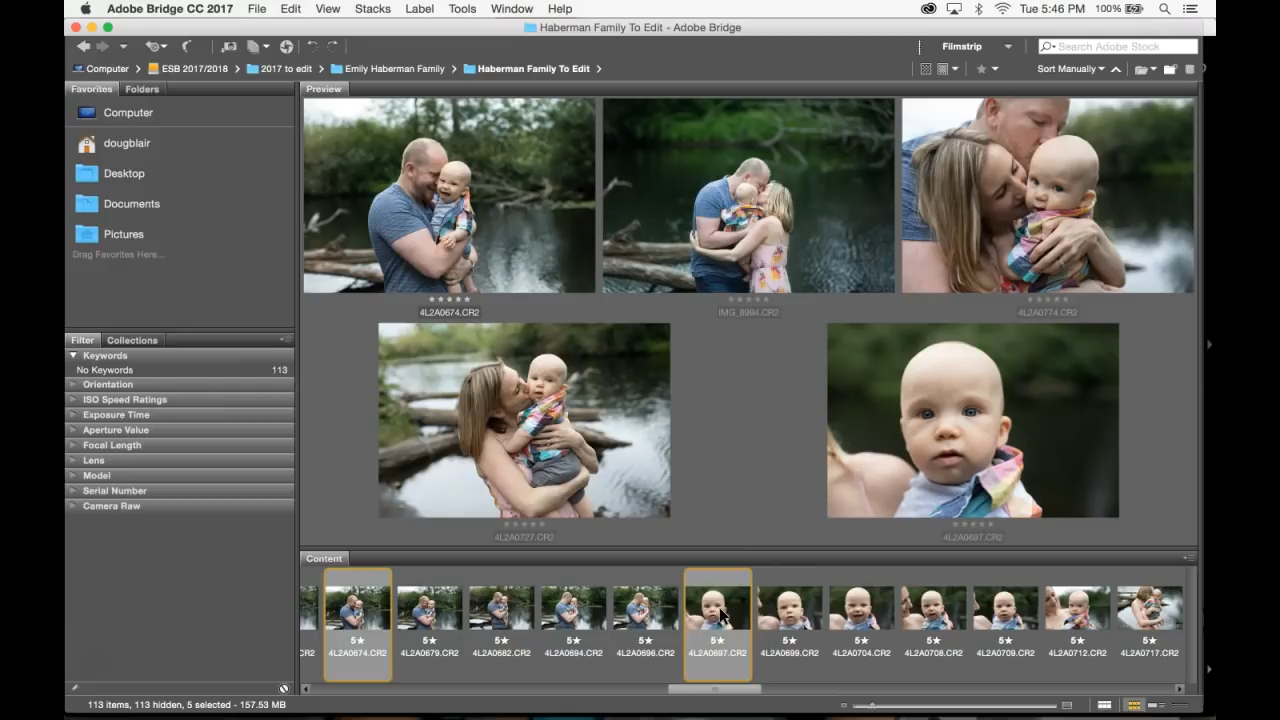 Adobe Bridge CC 2017 File Edit View Stacks Label Tools Window Help 100% Tue 5:46 PM
Haberman Family To Edit - Adobe Bridge
Filmstrip Search Adobe Stock
Computer ESB 2017/2018 2017 to edit Emily Haberman Family Haberman Family To Edit Sort Manually
Favorites Folders
Computer
dougblair
Desktop
Documents
Pictures
Drag Favorites Here...
Filter Collections
Keywords
No Keywords 113
Orientation
ISO Speed Ratings
Exposure Time
Aperture Value
Focal Length
Lens
Model
Serial Number
Camera Raw
Preview
4L2A0674.CR2 IMG_8994.CR2 4L2A0774.CR2
4L2A0727.CR2 4L2A0697.CR2
Content
5★ 5★ 5★ 5★ 5★ 5★ 5★ 5★ 5★ 5★ 5★ 5★
CR2 4L2A0674.CR2 4L2A0679.CR2 4L2A0682.CR2 4L2A0694.CR2 4L2A0696.CR2 4L2A0697.CR2 4L2A0699.CR2 4L2A0704.CR2 4L2A0708.CR2 4L2A0709.CR2 4L2A0712.CR2 4L2A0717.CR2
113 items, 113 hidden, 5 selected - 157.53 MB